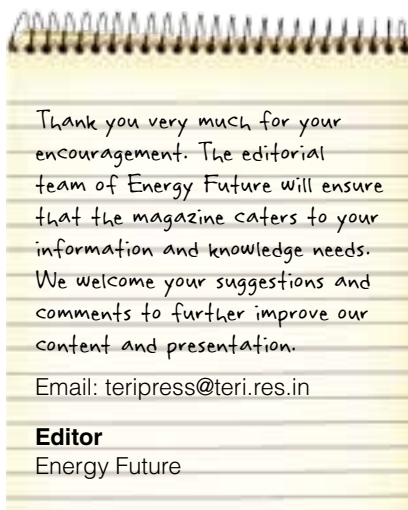 Thank you very much for your
encouragement. The editorial
team of Energy Future will ensure
that the magazine caters to your
information and knowledge needs.
We welcome your suggestions and
comments to further improve our
content and presentation.
Email: teripress@teri.res.in
Editor
Energy Future